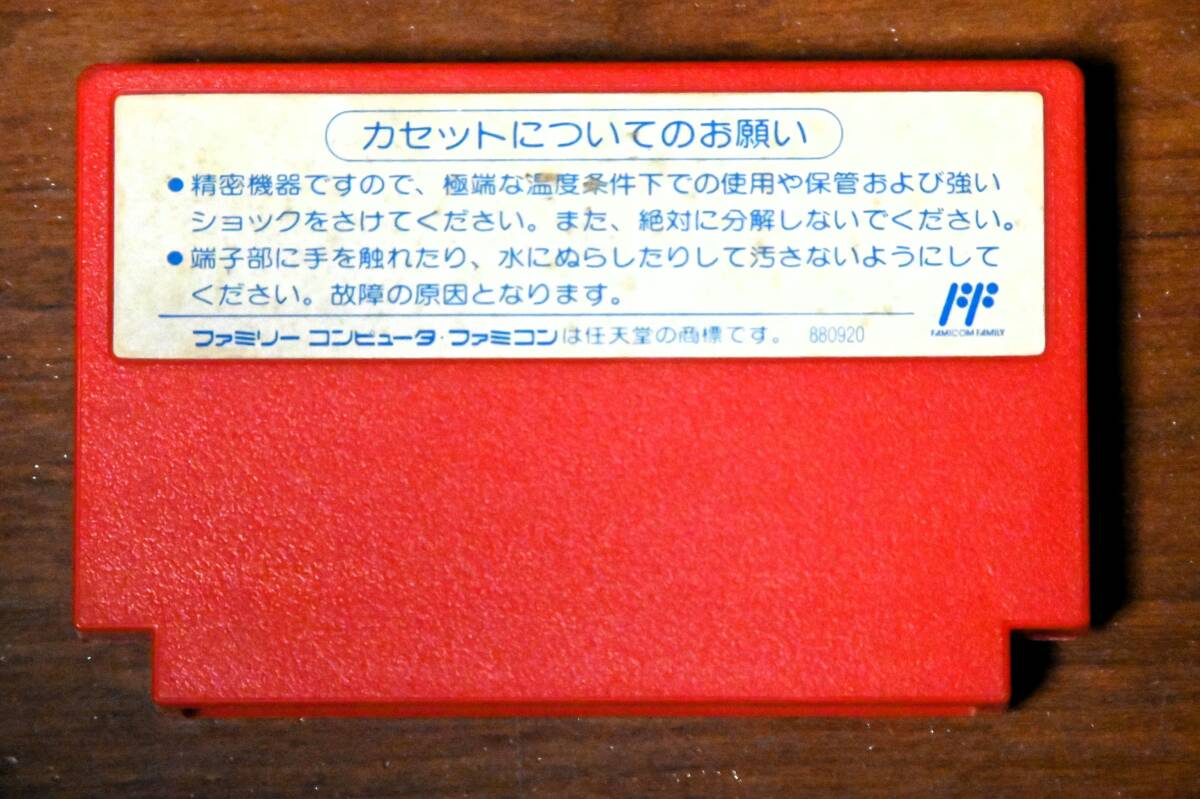 カセットについてのお願い
●精密機器ですので、極端な温度条件下での使用や保管および強い
ショックをさけてください。また、絶対に分解しないでください。
●端子部に手を触れたり、水にぬらしたりして汚さないようにして
ください。故障の原因となります。
FF
FAMICOM FAMILY
ファミリーコンピュータ・ファミコンは任天堂の商標です。 880920